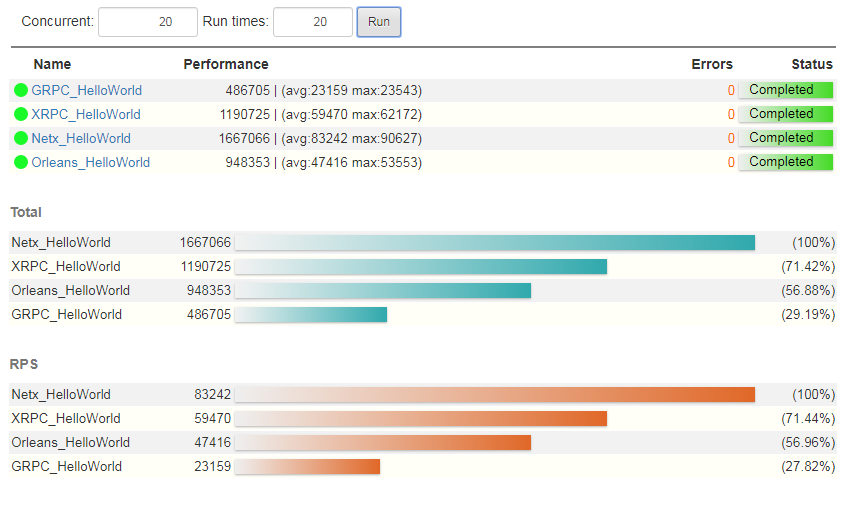 Concurrent: 20 Run times: 20 Run
Name Performance Errors Status
GRPC_HelloWorld 486705 | (avg:23159 max:23543) 0 Completed
XRPC_HelloWorld 1190725 | (avg:59470 max:62172) 0 Completed
Netx_HelloWorld 1667066 | (avg:83242 max:90627) 0 Completed
Orleans_HelloWorld 948353 | (avg:47416 max:53553) 0 Completed
Total
Netx_HelloWorld 1667066 (100%)
XRPC_HelloWorld 1190725 (71.42%)
Orleans_HelloWorld 948353 (56.88%)
GRPC_HelloWorld 486705 (29.19%)
RPS
Netx_HelloWorld 83242 (100%)
XRPC_HelloWorld 59470 (71.44%)
Orleans_HelloWorld 47416 (56.96%)
GRPC_HelloWorld 23159 (27.82%)